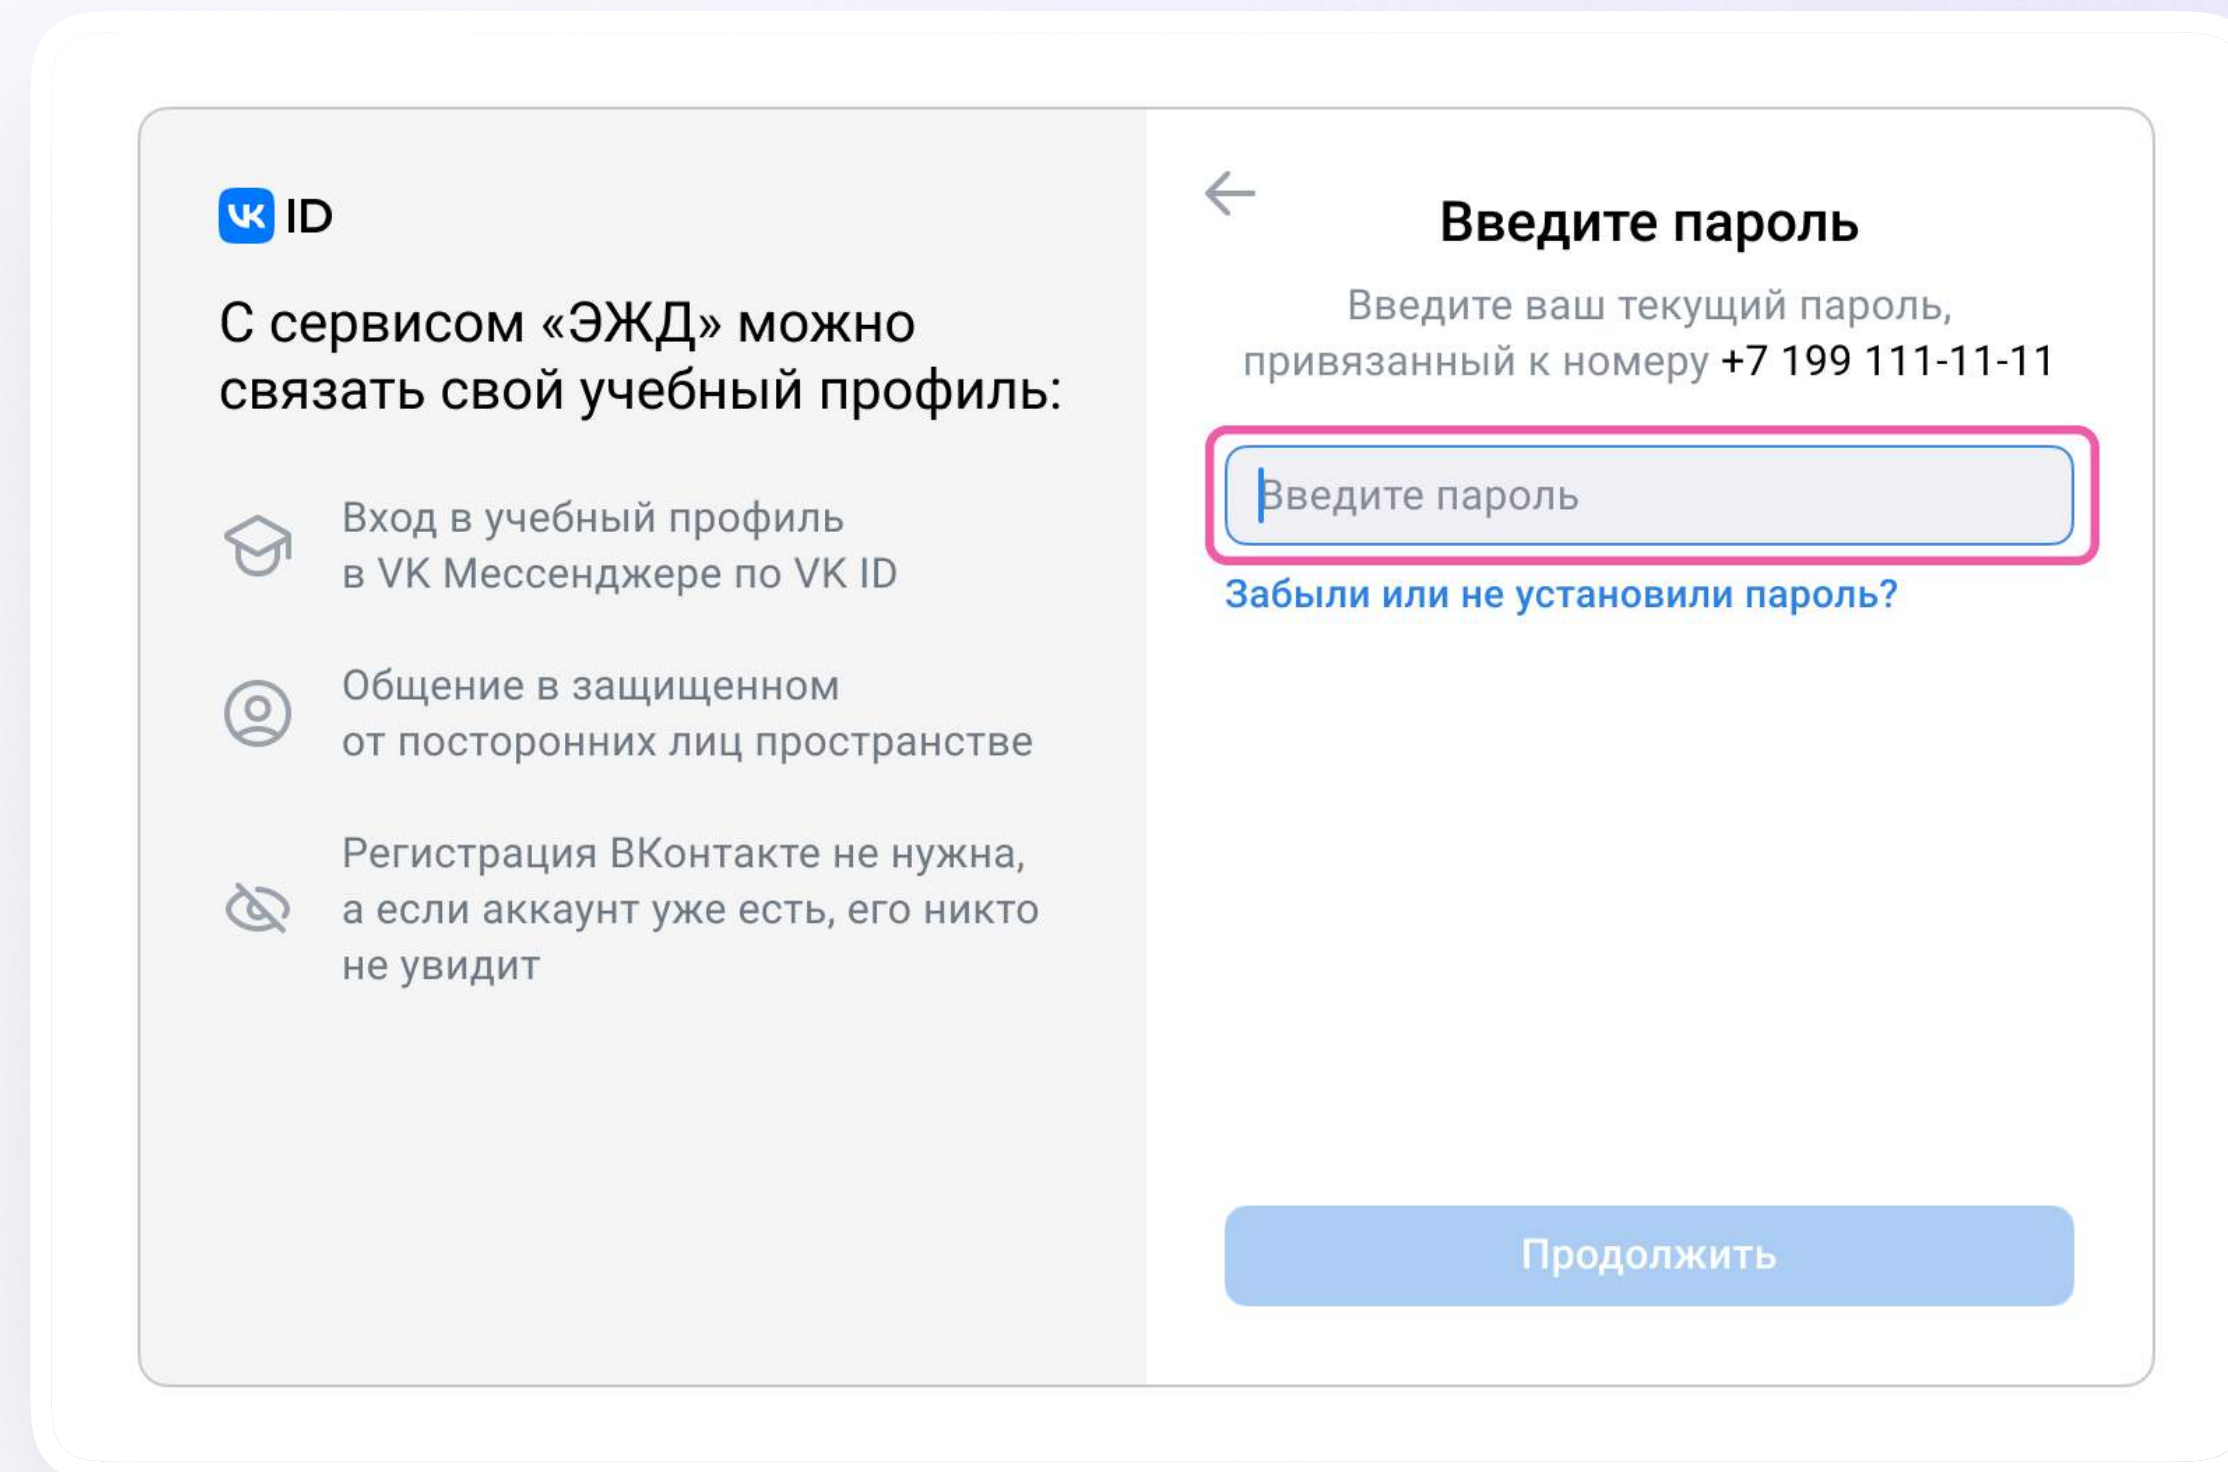 VK ID
С сервисом «ЭЖД» можно
связать свой учебный профиль:
Вход в учебный профиль
в VK Мессенджере по VK ID
Общение в защищенном
от посторонних лиц пространстве
Регистрация ВКонтакте не нужна,
а если аккаунт уже есть, его никто
не увидит
Введите пароль
Введите ваш текущий пароль,
привязанный к номеру +7 199 111-11-11
Введите пароль
Забыли или не установили пароль?
Продолжить